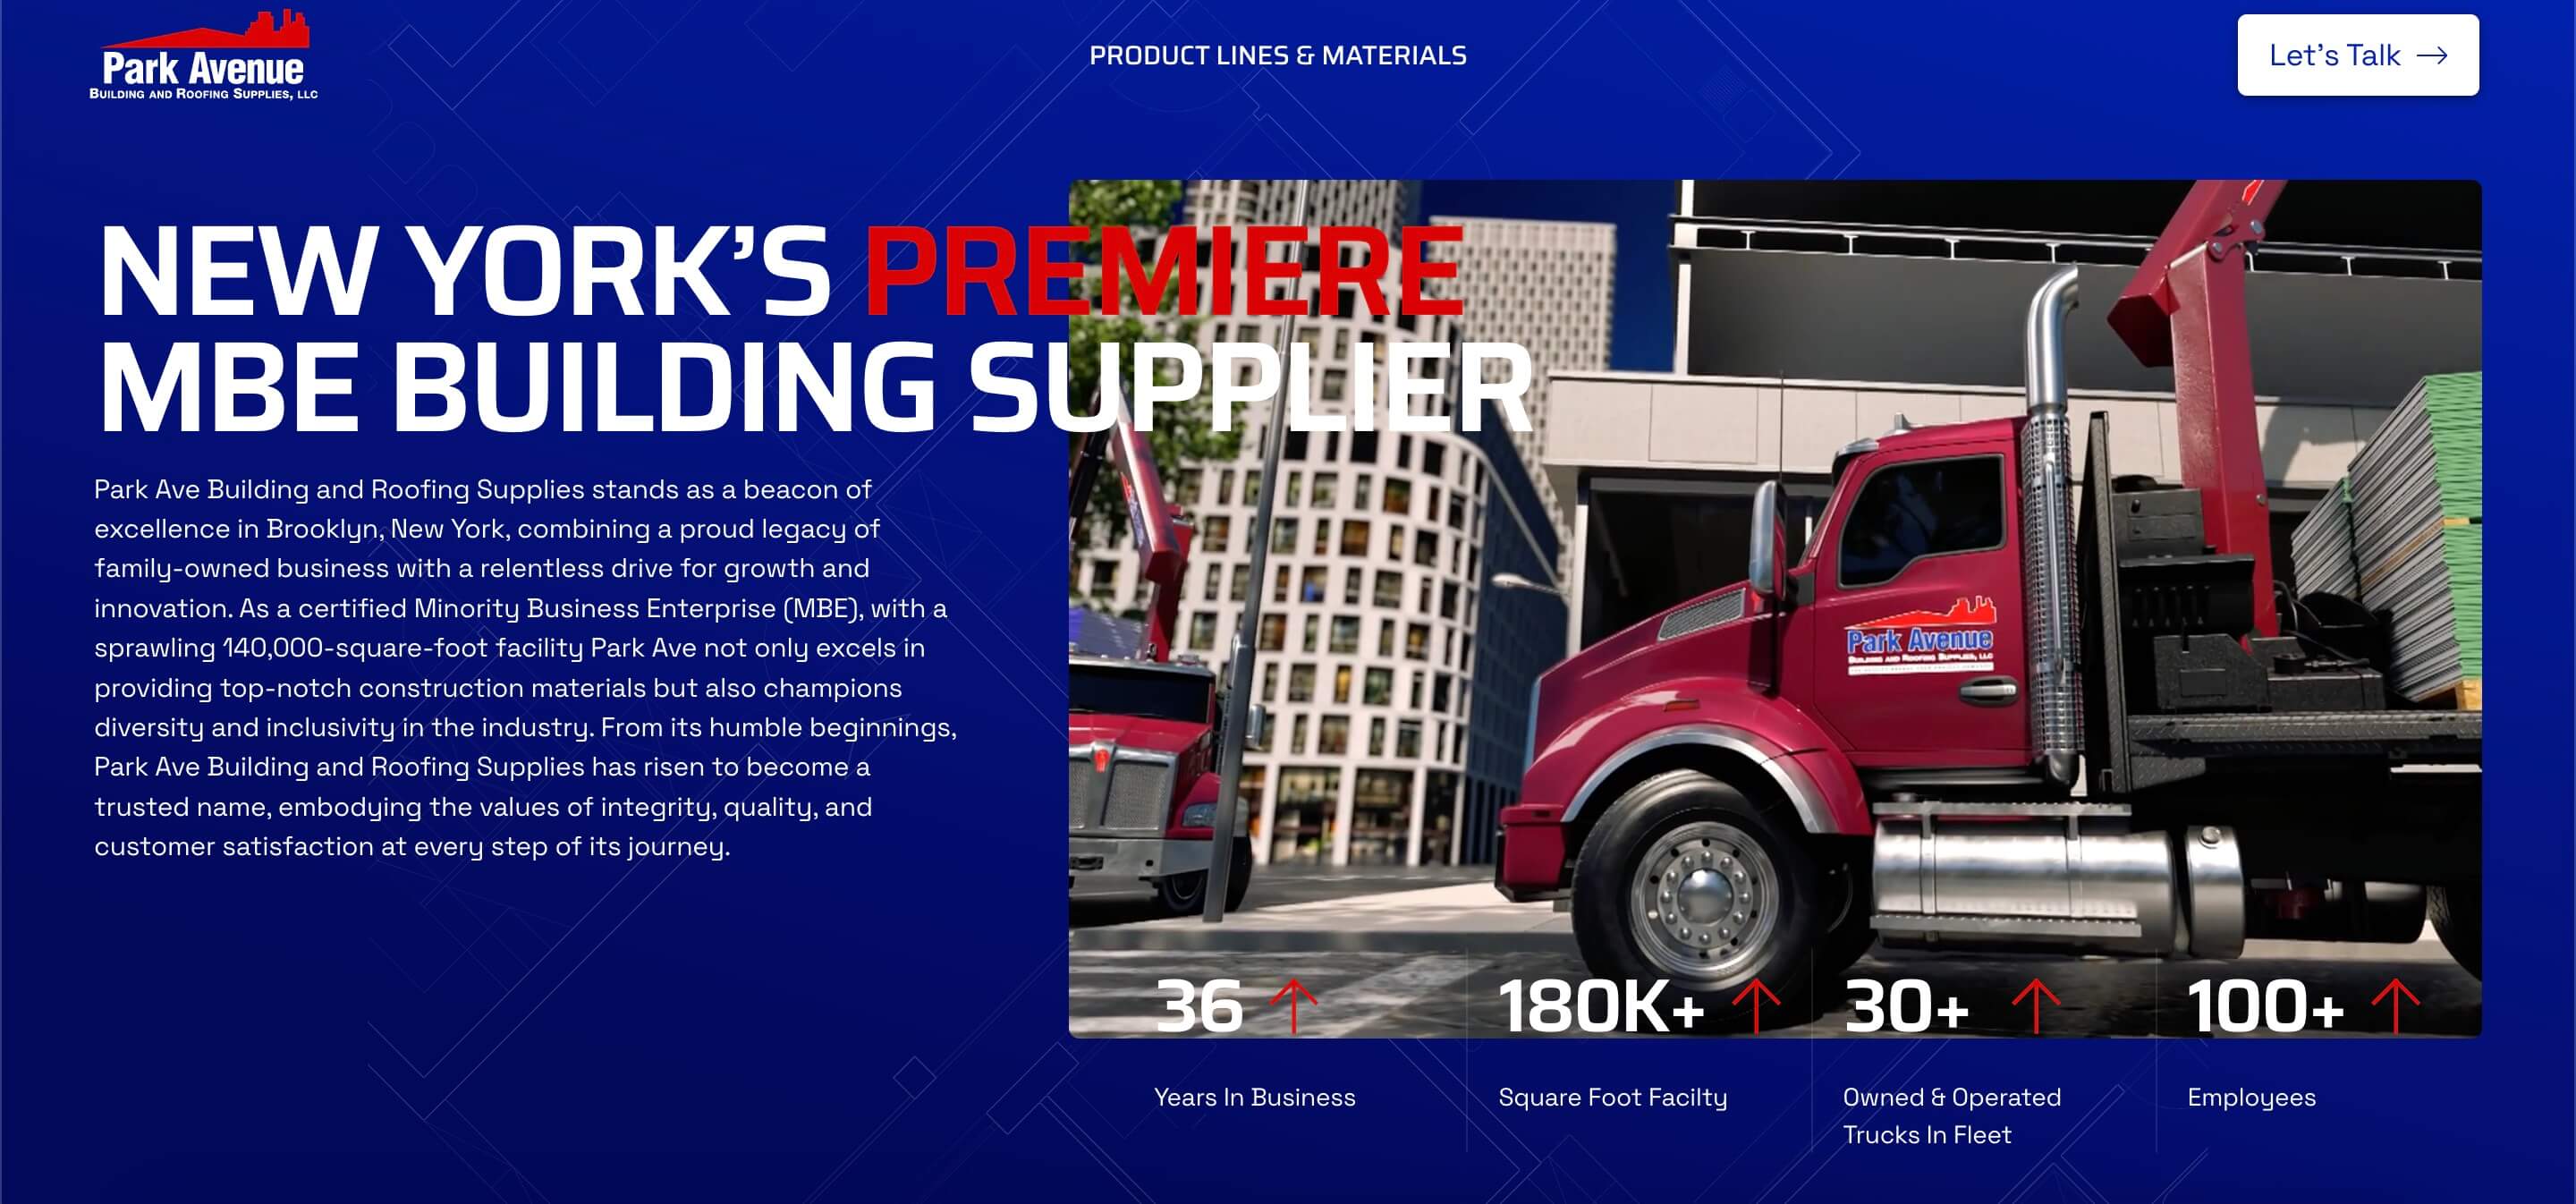 Park Avenue
BUILDING AND ROOFING SUPPLIES, LLC
PRODUCT LINES & MATERIALS
Let's Talk →
NEW YORK'S PREMIERE
MBE BUILDING SUPPLIER
Park Ave Building and Roofing Supplies stands as a beacon of
excellence in Brooklyn, New York, combining a proud legacy of
family-owned business with a relentless drive for growth and
innovation. As a certified Minority Business Enterprise (MBE), with a
sprawling 140,000-square-foot facility Park Ave not only excels in
providing top-notch construction materials but also champions
diversity and inclusivity in the industry. From its humble beginnings,
Park Ave Building and Roofing Supplies has risen to become a
trusted name, embodying the values of integrity, quality, and
customer satisfaction at every step of its journey.
Park Avenue
BUILDING AND ROOFING SUPPLIES, LLC
36 ↑
Years In Business
180K+ ↑
Square Foot Facilty
30+ ↑
Owned & Operated
Trucks In Fleet
100+ ↑
Employees